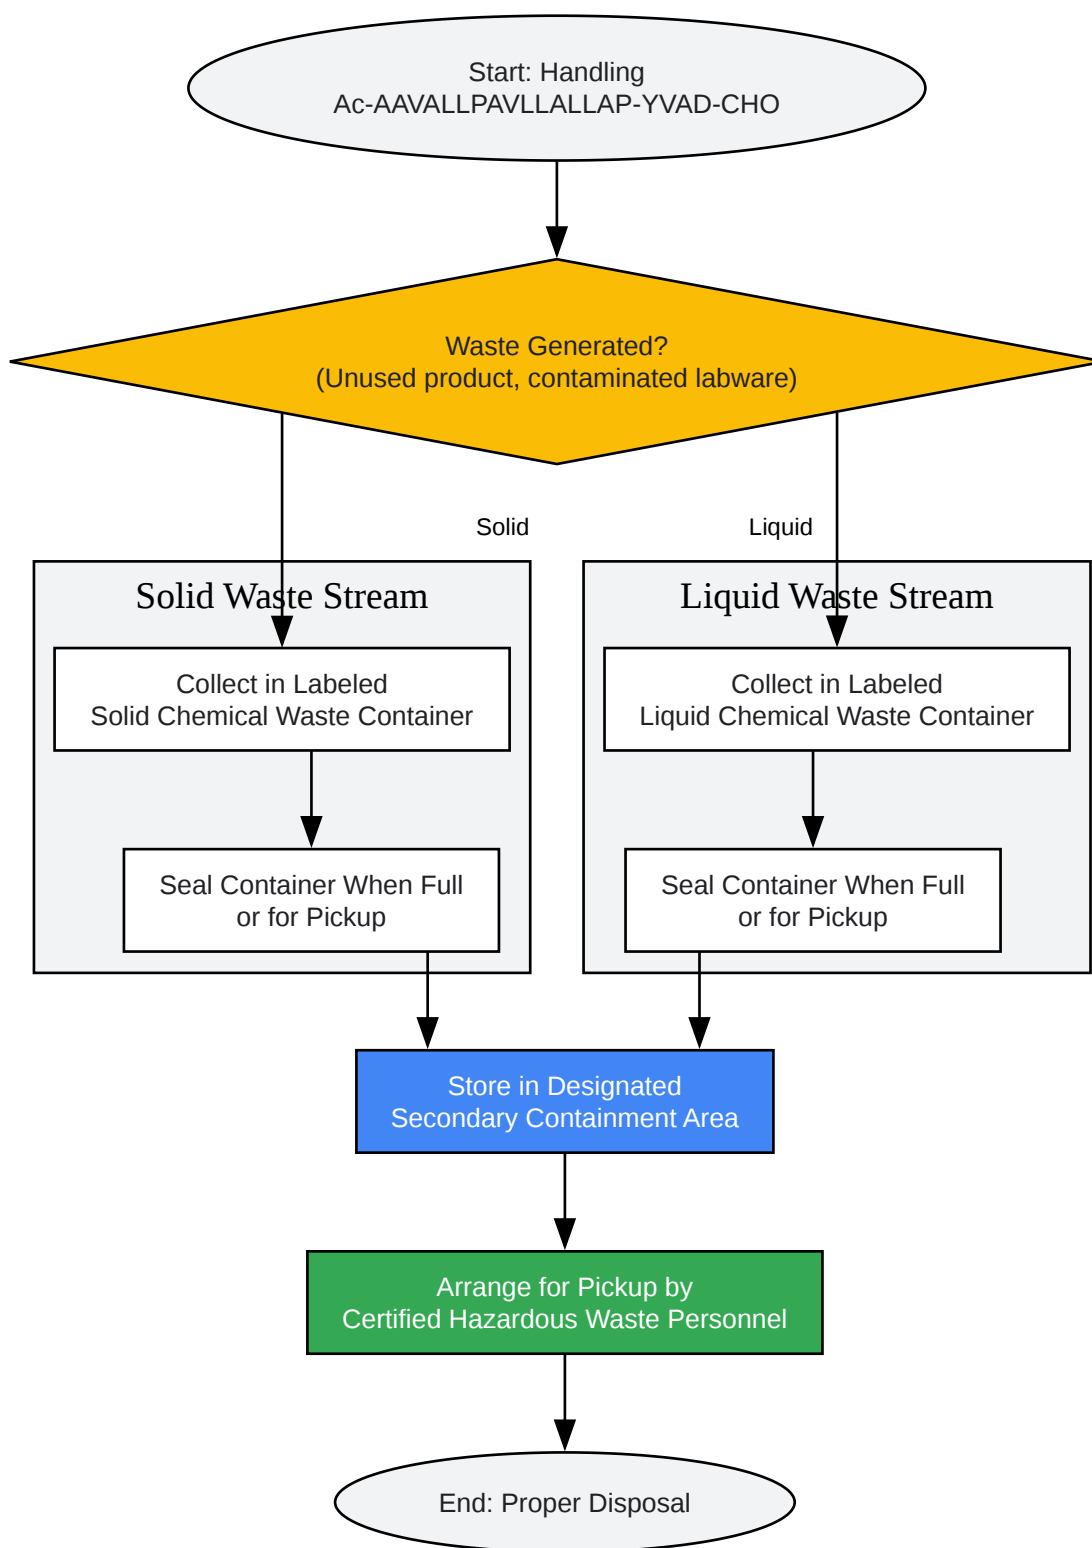 Start: Handling
Ac-AAVALLPAVLLALLAP-YVAD-CHO
Waste Generated?
(Unused product, contaminated labware)
Solid
Liquid
Solid Waste Stream
Collect in Labeled
Solid Chemical Waste Container
Seal Container When Full
or for Pickup
Liquid Waste Stream
Collect in Labeled
Liquid Chemical Waste Container
Seal Container When Full
or for Pickup
Store in Designated
Secondary Containment Area
Arrange for Pickup by
Certified Hazardous Waste Personnel
End: Proper Disposal